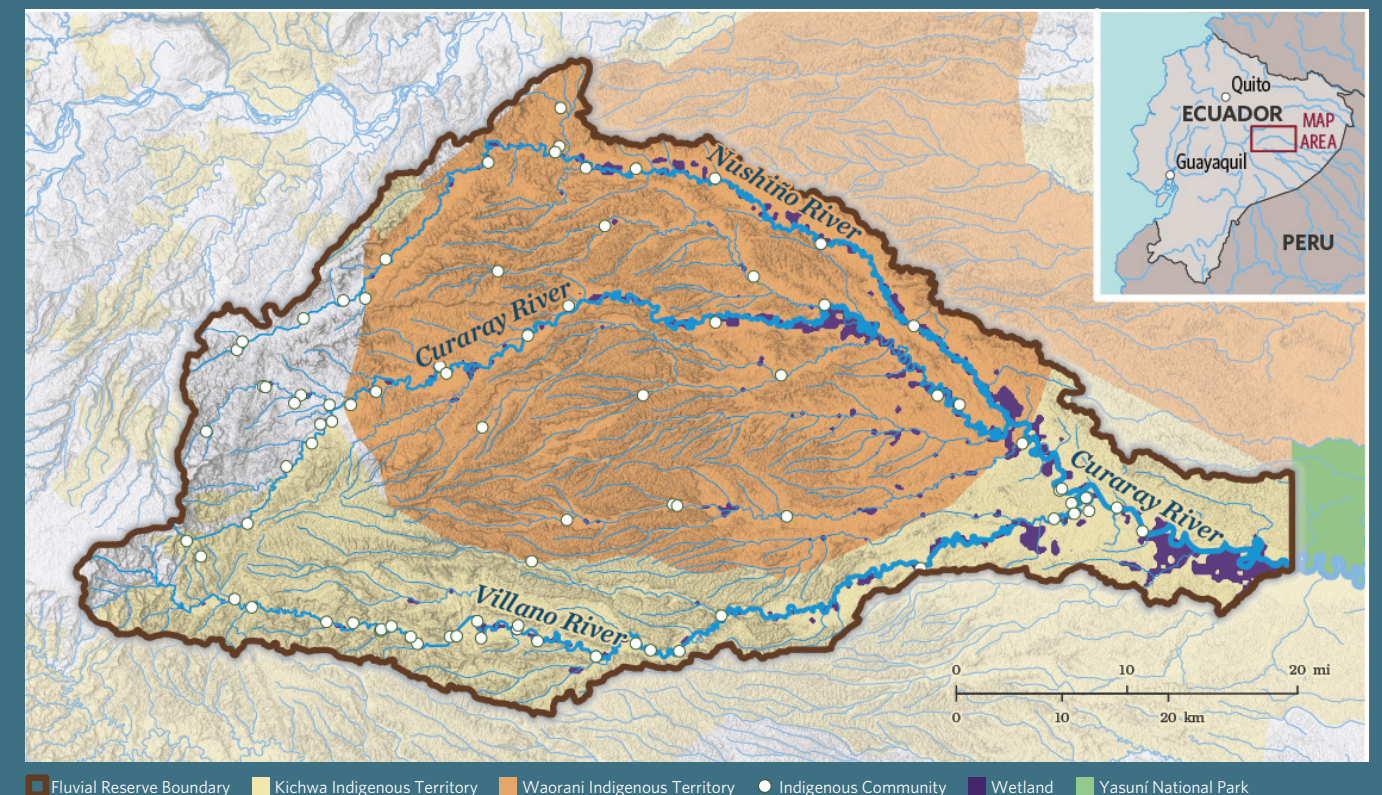 Quito
ECUADOR
MAP
AREA
Guayaquil
PERU
Nushiño River
Curaray River
Curaray River
Villano River
0 10 20 mi
0 10 20 km
Fluvial Reserve Boundary Kichwa Indigenous Territory Waorani Indigenous Territory Indigenous Community Wetland Yasuní National Park